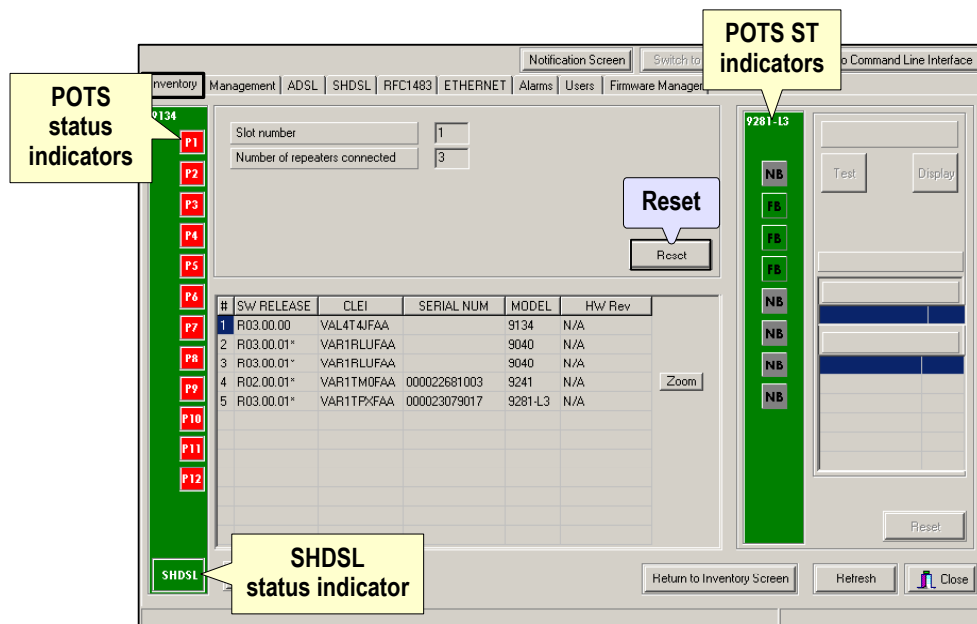 POTS ST
indicators
POTS
status
indicators
Notification Screen
Switch to
o Command Line Interface
nventory
Management
ADSL
SHDSL
RFC1483
ETHERNET
Alarms
Users
Firmware Manager
9134
P1
P2
P3
P4
P5
P6
P7
P8
P9
P10
P11
P12
SHDSL
Slot number 1
Number of repeaters connected 3
Reset
Reset
# SW RELEASE CLEI SERIAL NUM MODEL HW Rev
1 R03.00.00 VAL4T4JFAA 9134 N/A
2 R03.00.01* VAR1RLUFAA 9040 N/A
3 R03.00.01* VAR1RLUFAA 9040 N/A
4 R02.00.01* VAR1TM0FAA 000022681003 9241 N/A
5 R03.00.01* VAR1TPXFAA 000023079017 9281-L3 N/A
Zoom
9281-L3
NB
FB
FB
FB
NB
NB
NB
NB
Test
Display
Reset
SHDSL
status indicator
Return to Inventory Screen
Refresh
Close